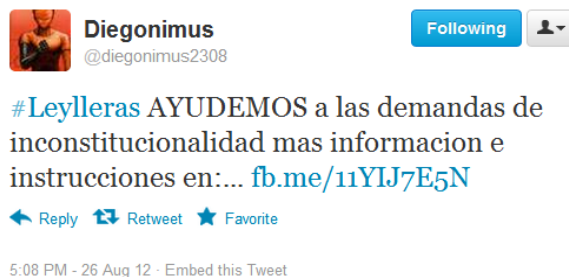 Diegonimus
@diegonimus2308
Following
#Leylleras AYUDEMOS a las demandas de
inconstitucionalidad mas informacion e
instrucciones en:... fb.me/11YIJ7E5N
Reply Retweet Favorite
5:08 PM - 26 Aug 12 · Embed this Tweet